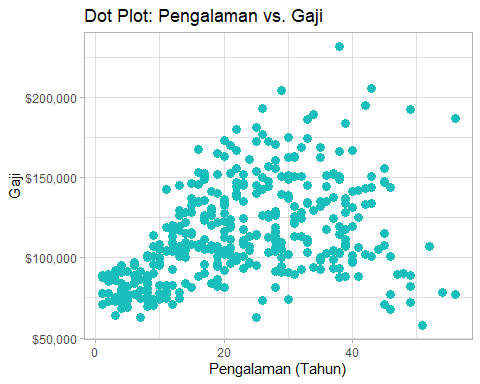 Dot Plot: Pengalaman vs. Gaji
$200,000
$150,000
$100,000
$50,000
Gaji
0 20 40
Pengalaman (Tahun)